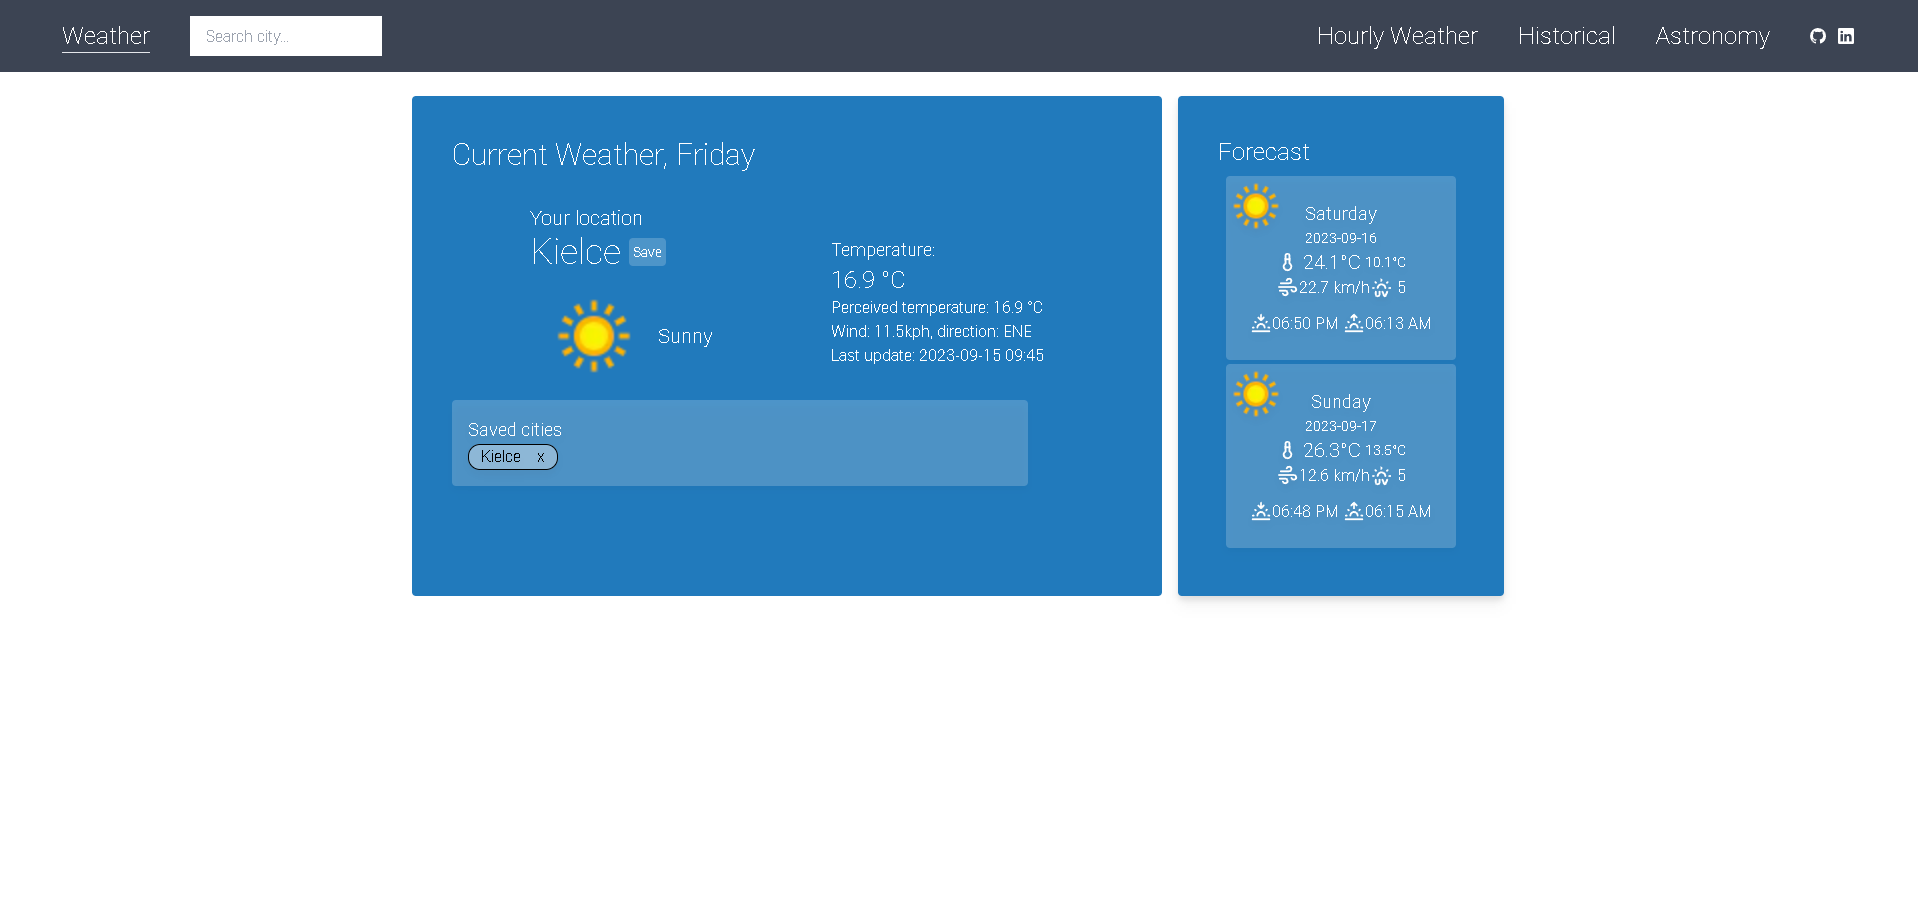 Weather
Search city...
Hourly Weather
Historical
Astronomy
Current Weather, Friday
Your location
Kielce Save
Sunny
Temperature:
16.9 °C
Perceived temperature: 16.9 °C
Wind: 11.5kph, direction: ENE
Last update: 2023-09-15 09:45
Saved cities
Kielce x
Forecast
Saturday
2023-09-16
24.1°C 10.1°C
22.7 km/h UV 5
06:50 PM 06:13 AM
Sunday
2023-09-17
26.3°C 13.5°C
12.6 km/h UV 5
06:48 PM 06:15 AM